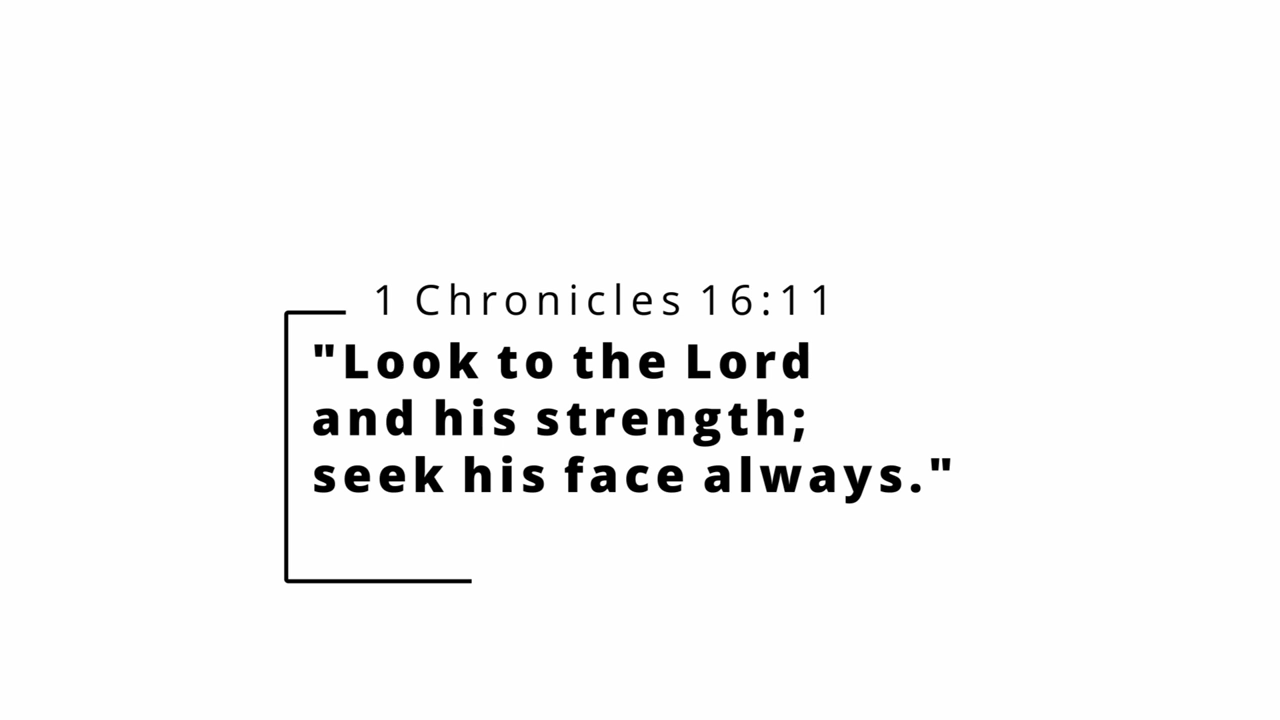 1 Chronicles 16:11
"Look to the Lord
and his strength;
seek his face always."